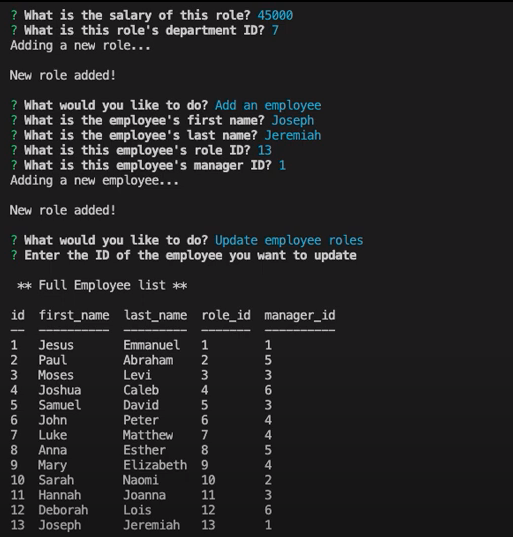 ? What is the salary of this role? 45000
? What is this role's department ID? 7
Adding a new role...
New role added!
? What would you like to do? Add an employee
? What is the employee's first name? Joseph
? What is the employee's last name? Jeremiah
? What is this employee's role ID? 13
? What is this employee's manager ID? 1
Adding a new employee...
New role added!
? What would you like to do? Update employee roles
? Enter the ID of the employee you want to update
** Full Employee list **
id first_name last_name role_id manager_id
-- ---------- --------- ------- ----------
1 Jesus Emmanuel 1 1
2 Paul Abraham 2 5
3 Moses Levi 3 3
4 Joshua Caleb 4 6
5 Samuel David 5 3
6 John Peter 6 4
7 Luke Matthew 7 4
8 Anna Esther 8 5
9 Mary Elizabeth 9 4
10 Sarah Naomi 10 2
11 Hannah Joanna 11 3
12 Deborah Lois 12 6
13 Joseph Jeremiah 13 1